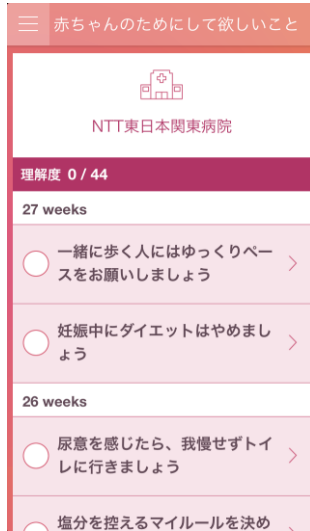 赤ちゃんのためにして欲しいこと
NTT東日本関東病院
理解度 0 / 44
27 weeks
一緒に歩く人にはゆっくりペー
スをお願いしましょう
妊娠中にダイエットはやめまし
ょう
26 weeks
尿意を感じたら、我慢せずトイ
レに行きましょう
塩分を控えるマイルールを決め